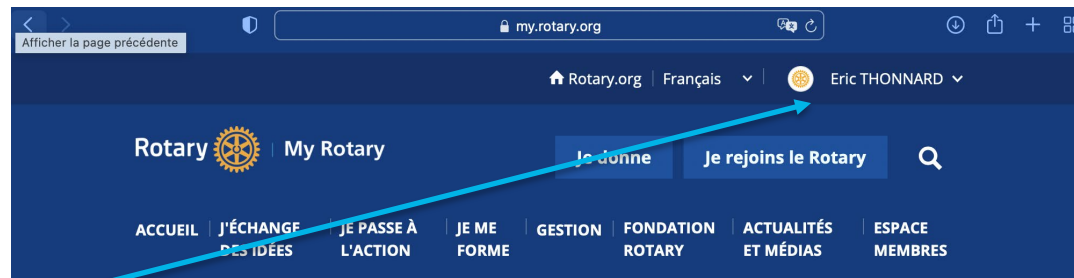 my.rotary.org
Afficher la page précédente
Rotary.org | Français
Eric THONNARD
Rotary | My Rotary
Je donne
Je rejoins le Rotary
ACCUEIL | J'ÉCHANGE DES IDÉES | JE PASSE À L'ACTION | JE ME FORME | GESTION | FONDATION ROTARY | ACTUALITÉS ET MÉDIAS | ESPACE MEMBRES